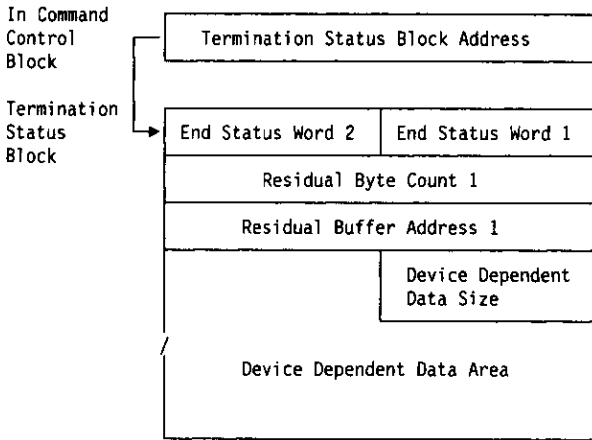 In Command
Control
Block
Termination Status Block Address
Termination
Status
Block
End Status Word 2
End Status Word 1
Residual Byte Count 1
Residual Buffer Address 1
Device Dependent
Data Size
Device Dependent Data Area